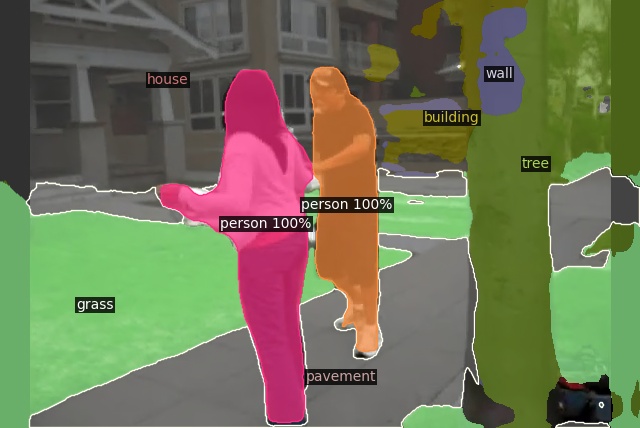 house
wall
building
tree
person 100%
person 100%
grass
pavement